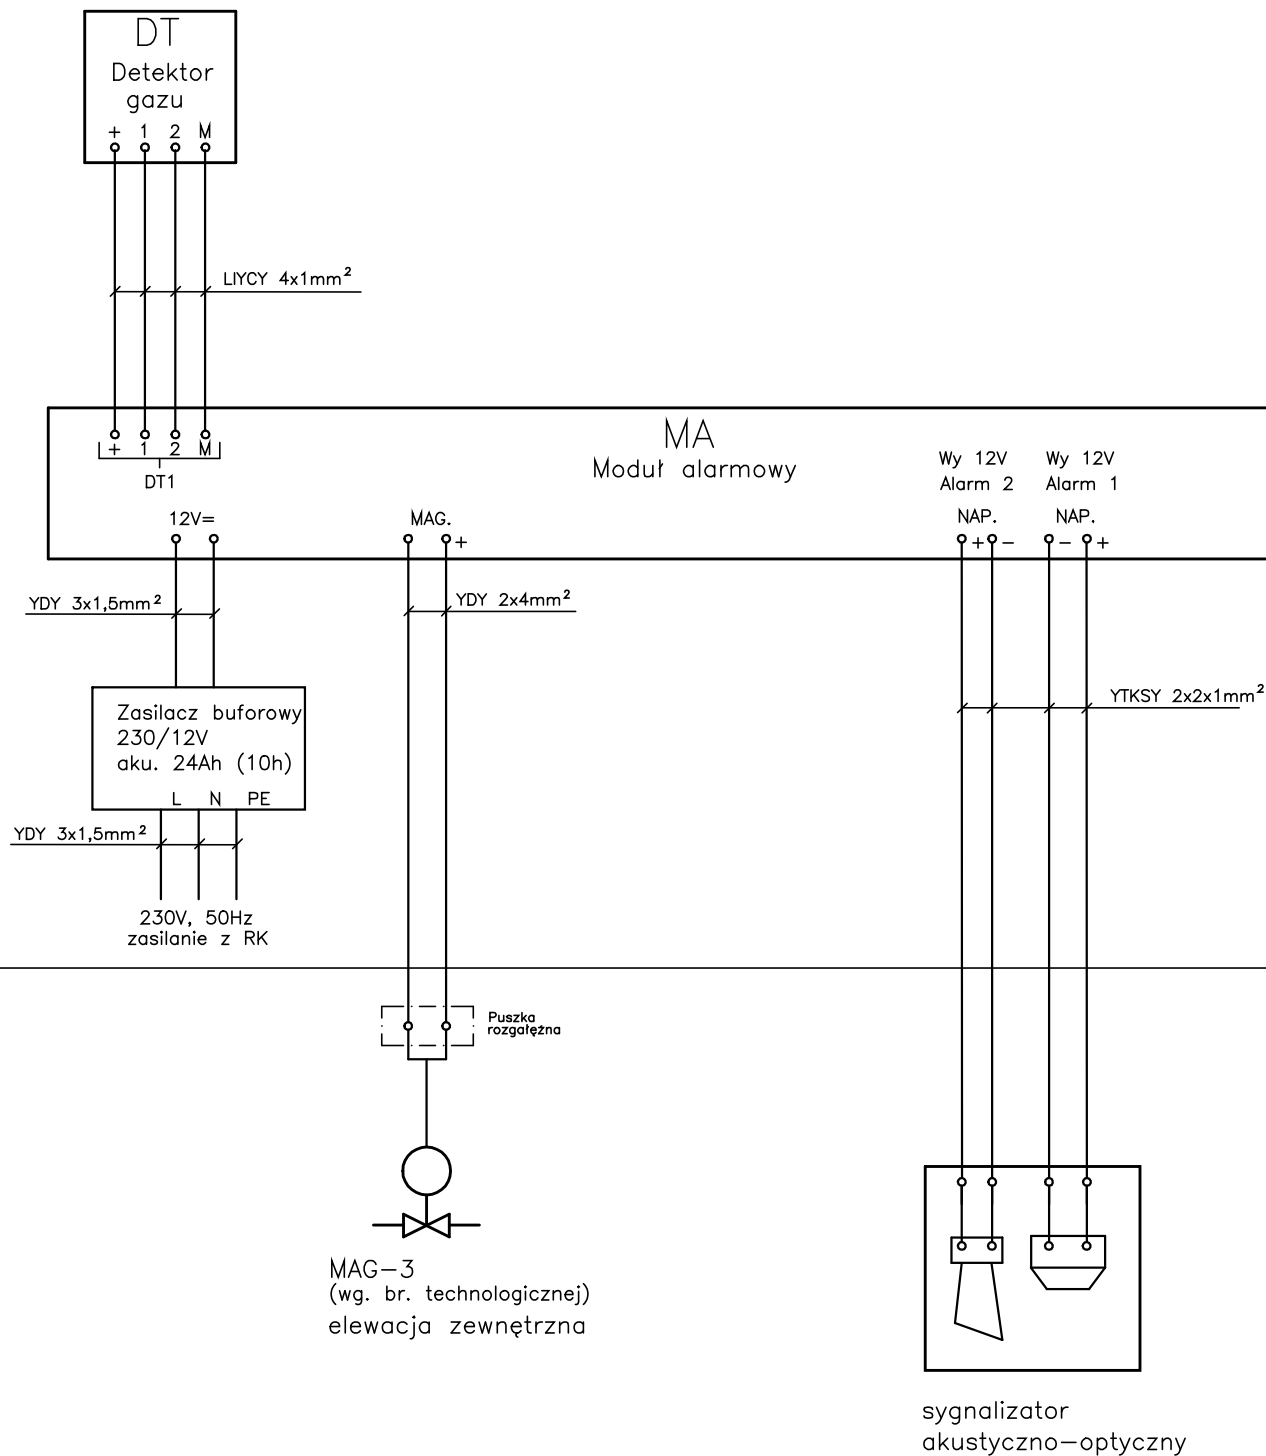 DT
Detektor
gazu
+ 1 2 M
LIYCY 4x1mm²
+ 1 2 M
DT1
MA
Moduł alarmowy
Wy 12V Wy 12V
Alarm 2 Alarm 1
12V= MAG. NAP. NAP.
+ + − − +
YDY 3x1,5mm²
YDY 2x4mm²
YTKSY 2x2x1mm²
Zasilacz buforowy
230/12V
aku. 24Ah (10h)
L N PE
YDY 3x1,5mm²
230V, 50Hz
zasilanie z RK
Puszka
rozgałęźna
MAG−3
(wg. br. technologicznej)
elewacja zewnętrzna
sygnalizator
akustyczno−optyczny